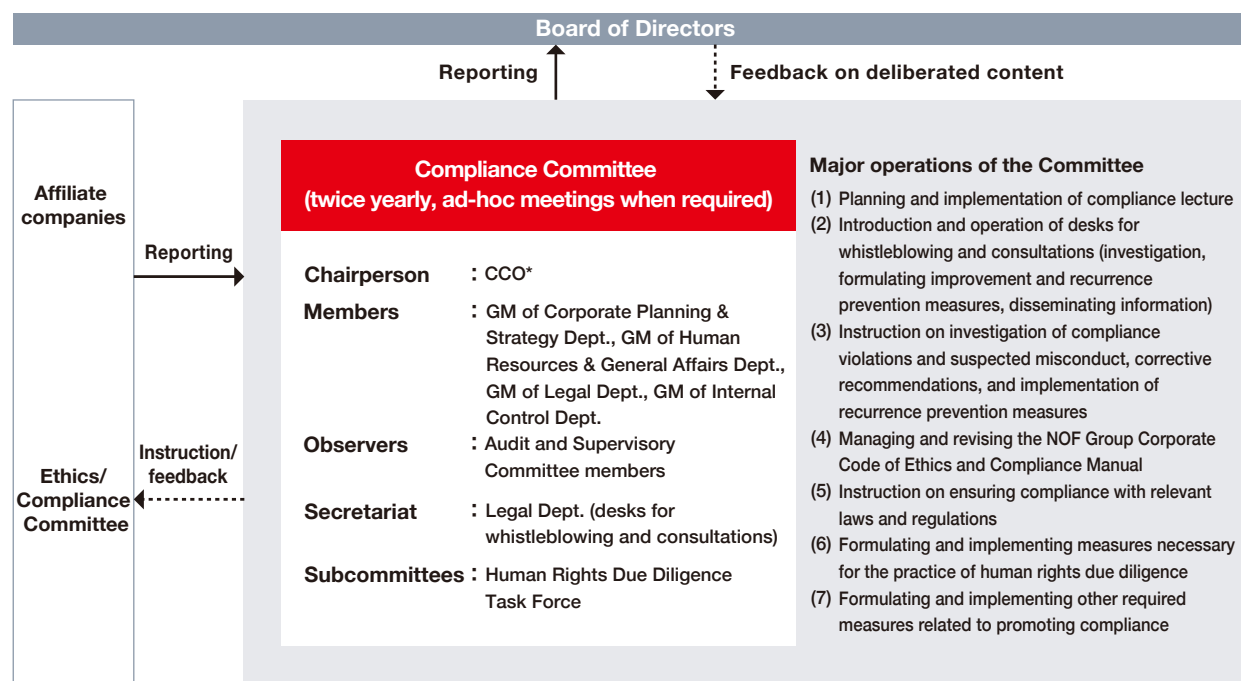 Board of Directors
Reporting
Feedback on deliberated content
Affiliate
companies
Reporting
Instruction/
feedback
Ethics/
Compliance
Committee
Compliance Committee
(twice yearly, ad-hoc meetings when required)
Chairperson : CCO*
Members : GM of Corporate Planning &
Strategy Dept., GM of Human
Resources & General Affairs Dept.,
GM of Legal Dept., GM of Internal
Control Dept.
Observers : Audit and Supervisory
Committee members
Secretariat : Legal Dept. (desks for
whistleblowing and consultations)
Subcommittees : Human Rights Due Diligence
Task Force
Major operations of the Committee
(1) Planning and implementation of compliance lecture
(2) Introduction and operation of desks for
whistleblowing and consultations (investigation,
formulating improvement and recurrence
prevention measures, disseminating information)
(3) Instruction on investigation of compliance
violations and suspected misconduct, corrective
recommendations, and implementation of
recurrence prevention measures
(4) Managing and revising the NOF Group Corporate
Code of Ethics and Compliance Manual
(5) Instruction on ensuring compliance with relevant
laws and regulations
(6) Formulating and implementing measures necessary
for the practice of human rights due diligence
(7) Formulating and implementing other required
measures related to promoting compliance